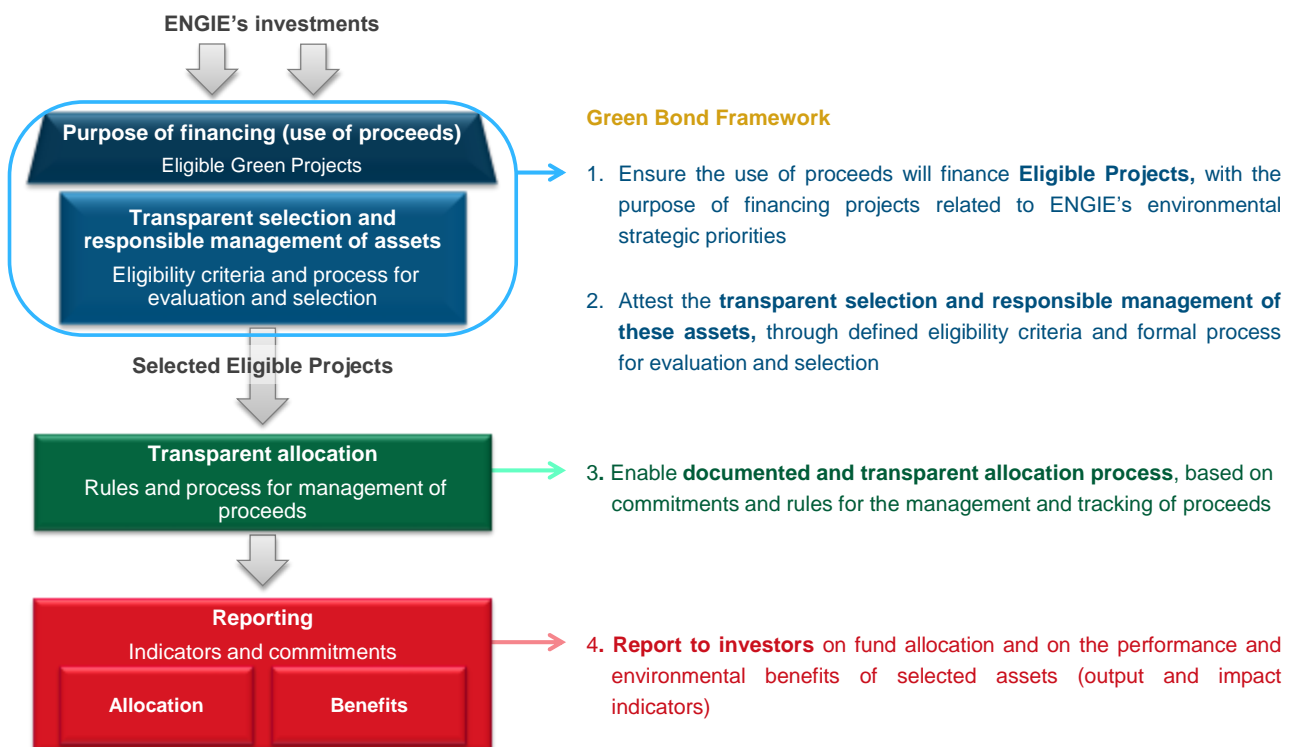 ENGIE's investments
Purpose of financing (use of proceeds)
Eligible Green Projects
Transparent selection and
responsible management of assets
Eligibility criteria and process for
evaluation and selection
Selected Eligible Projects
Transparent allocation
Rules and process for management of
proceeds
Reporting
Indicators and commitments
Allocation
Benefits
Green Bond Framework
1. Ensure the use of proceeds will finance Eligible Projects, with the
purpose of financing projects related to ENGIE's environmental
strategic priorities
2. Attest the transparent selection and responsible management of
these assets, through defined eligibility criteria and formal process
for evaluation and selection
3. Enable documented and transparent allocation process, based on
commitments and rules for the management and tracking of proceeds
4. Report to investors on fund allocation and on the performance and
environmental benefits of selected assets (output and impact
indicators)